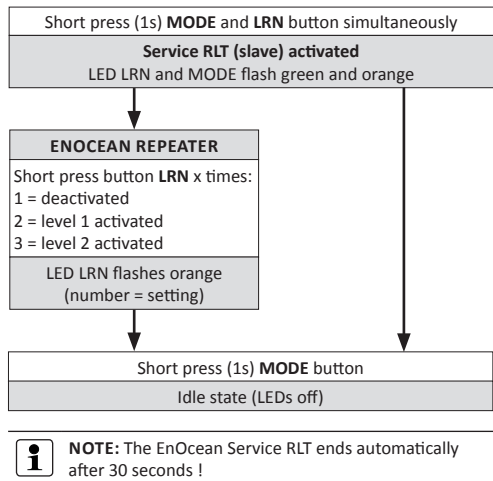 Short press (1s) MODE and LRN button simultaneously
Service RLT (slave) activated
LED LRN and MODE flash green and orange
ENOCEAN REPEATER
Short press button LRN x times:
1 = deactivated
2 = level 1 activated
3 = level 2 activated
LED LRN flashes orange
(number = setting)
Short press (1s) MODE button
Idle state (LEDs off)
i NOTE: The EnOcean Service RLT ends automatically
after 30 seconds !